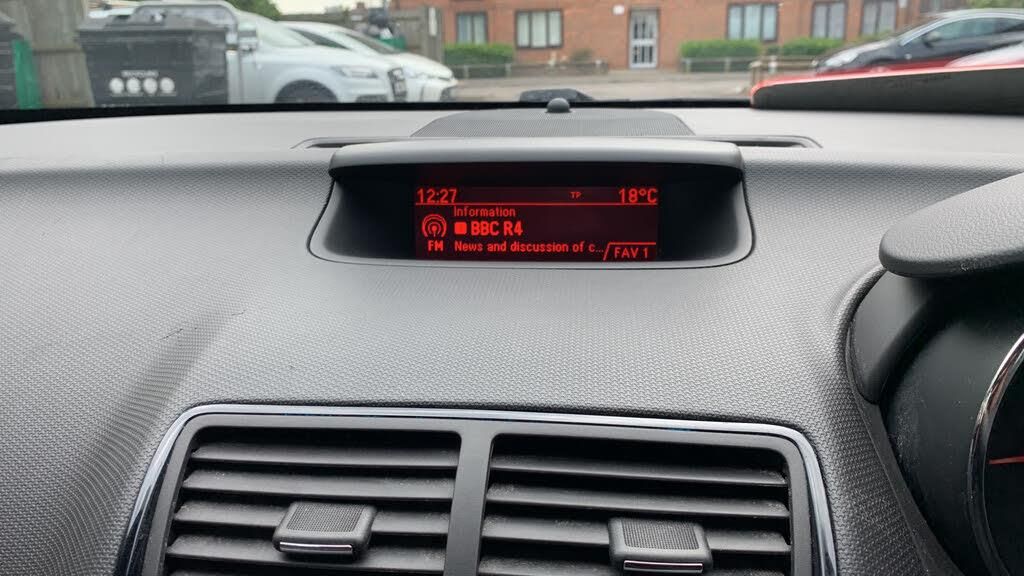 12:27 TP 18°C
Information
BBC R4
FM News and discussion of c... FAV 1